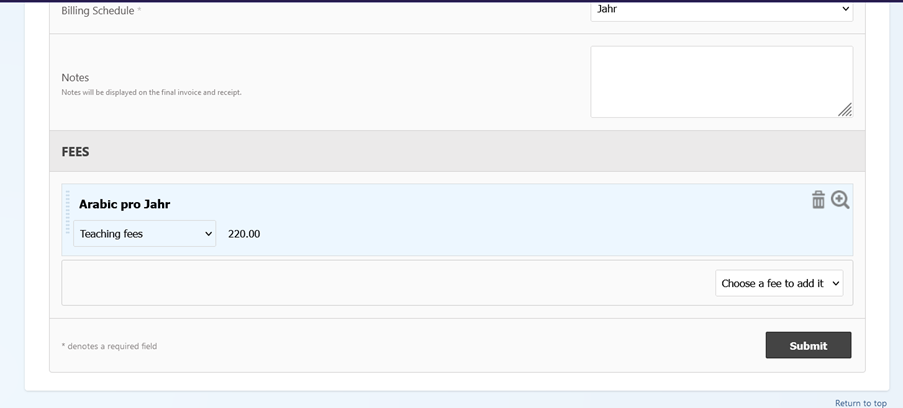 Billing Schedule *
Jahr
Notes
Notes will be displayed on the final invoice and receipt.
FEES
Arabic pro Jahr
Teaching fees
220.00
Choose a fee to add it
* denotes a required field
Submit
Return to top